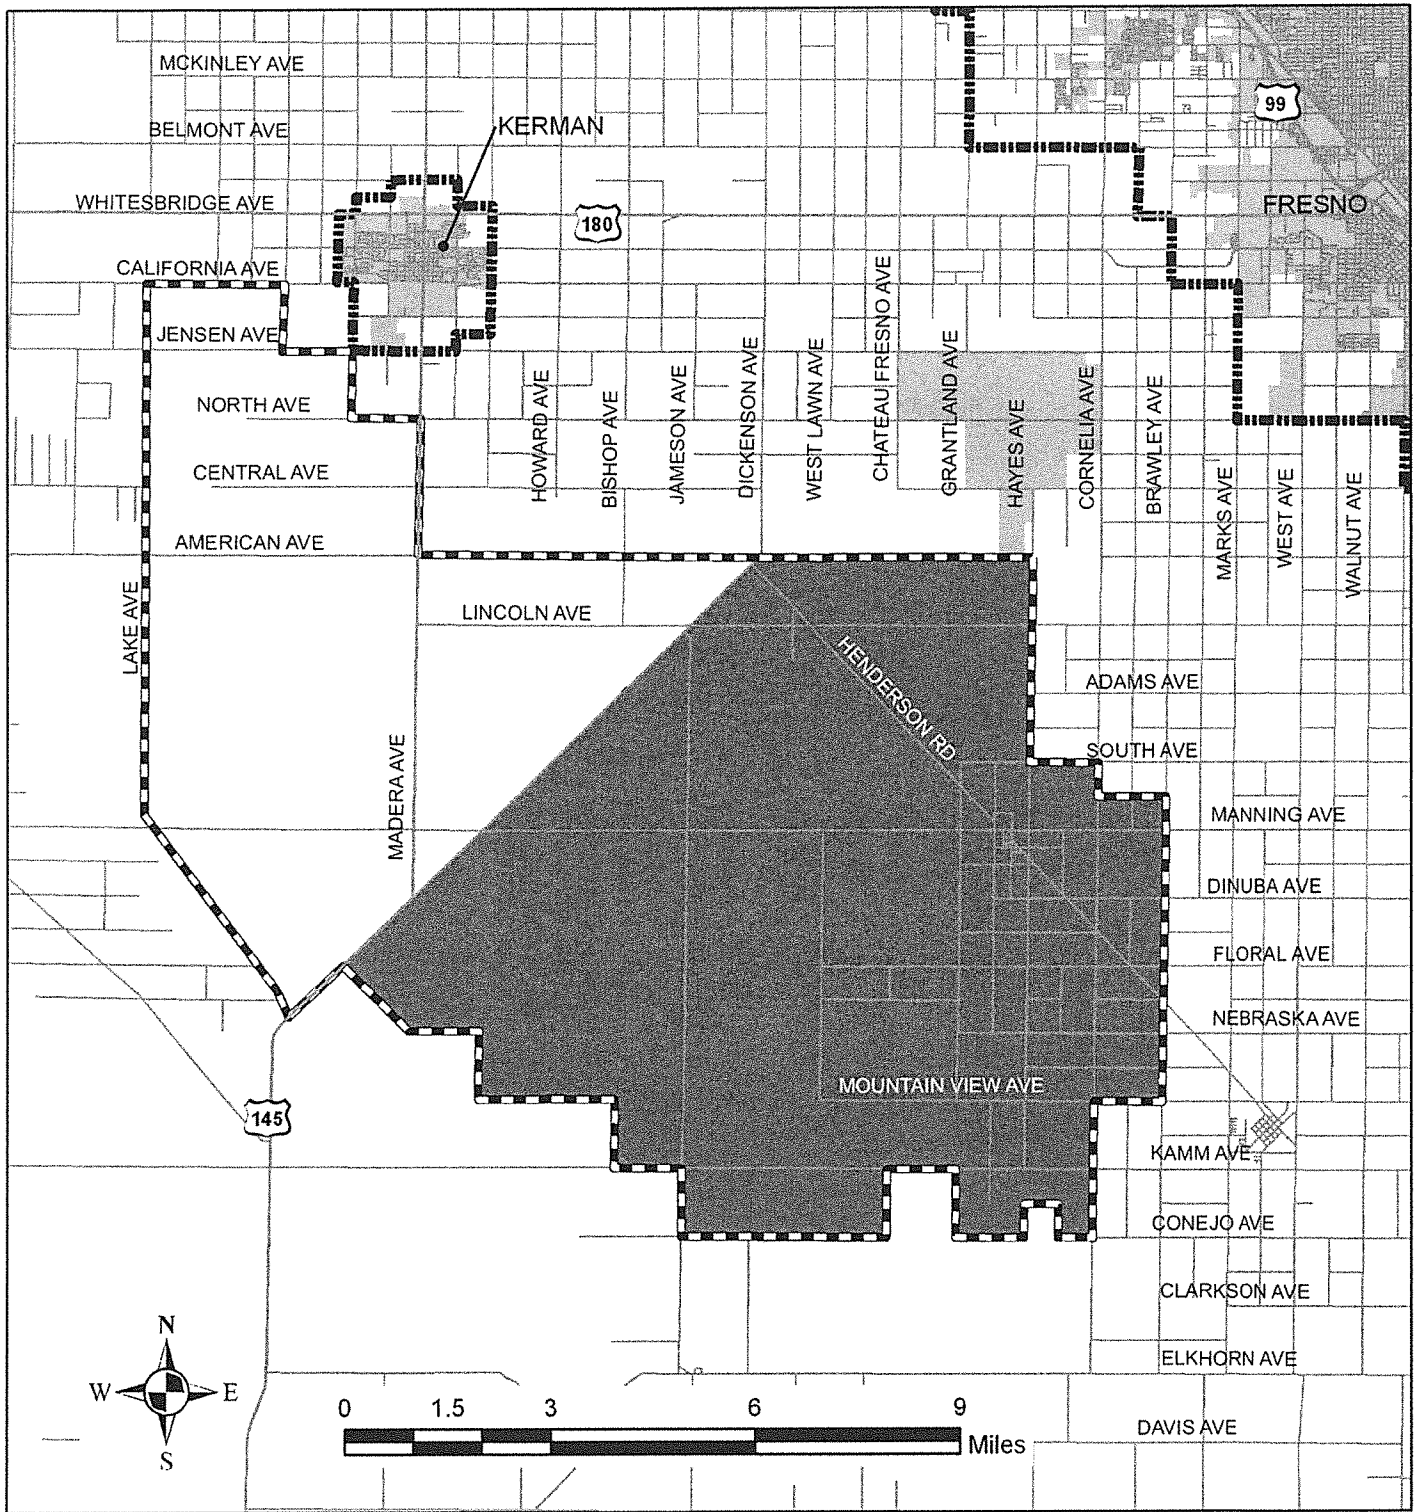 MCKINLEY AVE
99
BELMONT AVE
KERMAN
WHITESBRIDGE AVE
180
FRESNO
CALIFORNIA AVE
JENSEN AVE
NORTH AVE
CENTRAL AVE
AMERICAN AVE
HOWARD AVE
BISHOP AVE
JAMESON AVE
DICKENSON AVE
WEST LAWN AVE
CHATEAU FRESNO AVE
GRANTLAND AVE
HAYES AVE
CORNELIA AVE
BRAWLEY AVE
MARKS AVE
WEST AVE
WALNUT AVE
LAKE AVE
LINCOLN AVE
HENDERSON RD
ADAMS AVE
SOUTH AVE
MADERA AVE
MANNING AVE
DINUBA AVE
FLORAL AVE
NEBRASKA AVE
MOUNTAIN VIEW AVE
145
KAMM AVE
CONEJO AVE
CLARKSON AVE
ELKHORN AVE
DAVIS AVE
N
W E
S
0 1.5 3 6 9
Miles